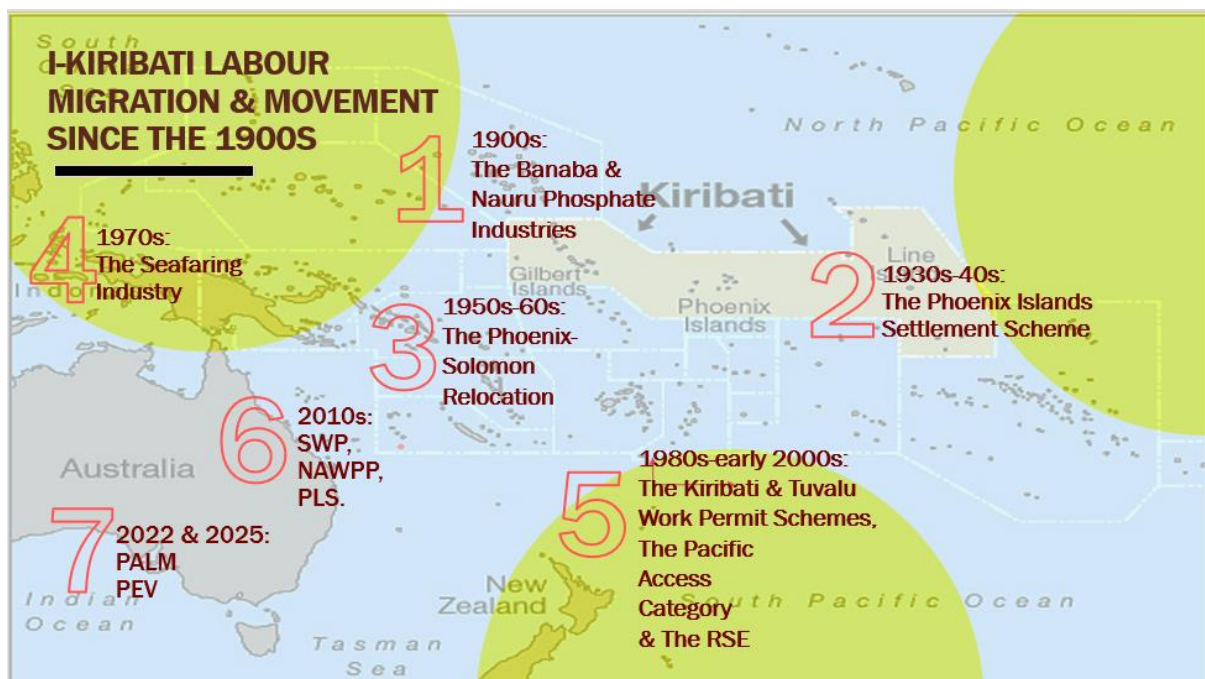 I-KIRIBATI LABOUR
MIGRATION & MOVEMENT
SINCE THE 1900S
South
Sea
North Pacific Ocean
1
1900s:
The Banaba &
Nauru Phosphate
Industries
Kiribati
4
1970s:
The Seafaring
Industry
Gilbert
Islands
Phoenix
Islands
Line
2
1930s-40s:
The Phoenix Islands
Settlement Scheme
3
1950s-60s:
The Phoenix-
Solomon
Relocation
6
2010s:
SWP,
NAWPP,
PLS.
Australia
5
1980s-early 2000s:
The Kiribati & Tuvalu
Work Permit Schemes,
The Pacific
Access
Category
& The RSE
7
2022 & 2025:
PALM
PEV
New
Zealand
South Pacific Ocean
Indian
Ocean
Tasman
Sea